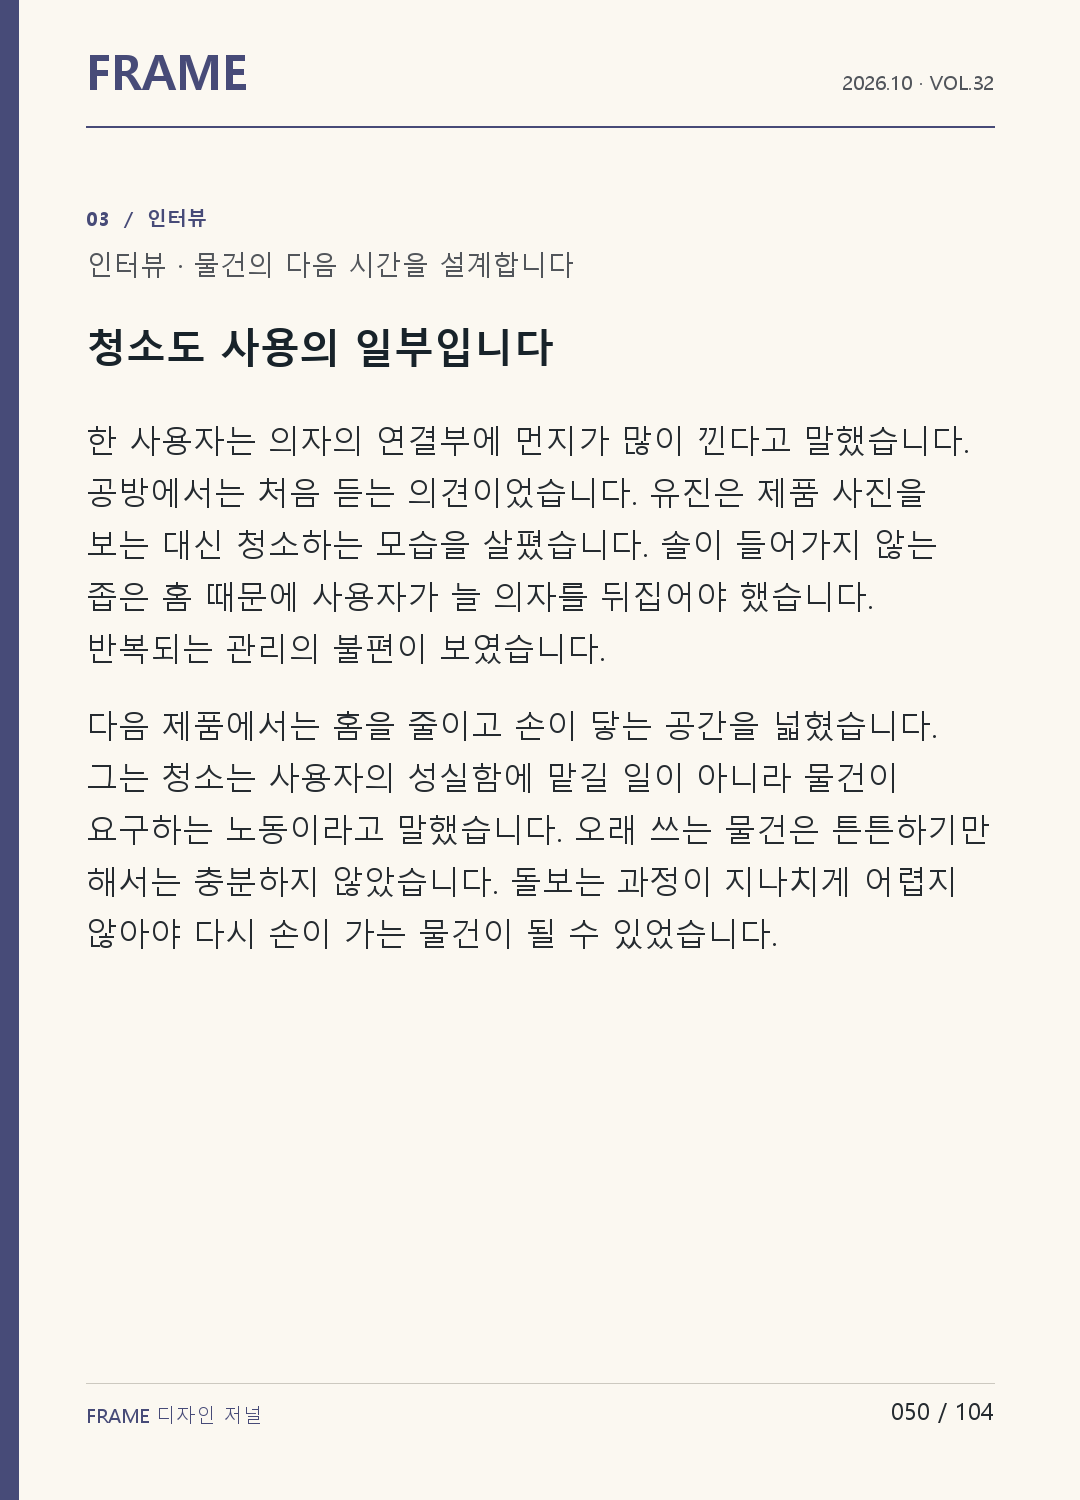 FRAME
2026.10 · VOL.32
03 / 인터뷰
인터뷰 · 물건의 다음 시간을 설계합니다
청소도 사용의 일부입니다
한 사용자는 의자의 연결부에 먼지가 많이 낀다고 말했습니다.
공방에서는 처음 듣는 의견이었습니다. 유진은 제품 사진을
보는 대신 청소하는 모습을 살폈습니다. 솔이 들어가지 않는
좁은 홈 때문에 사용자가 늘 의자를 뒤집어야 했습니다.
반복되는 관리의 불편이 보였습니다.
다음 제품에서는 홈을 줄이고 손이 닿는 공간을 넓혔습니다.
그는 청소는 사용자의 성실함에 맡길 일이 아니라 물건이
요구하는 노동이라고 말했습니다. 오래 쓰는 물건은 튼튼하기만
해서는 충분하지 않았습니다. 돌보는 과정이 지나치게 어렵지
않아야 다시 손이 가는 물건이 될 수 있었습니다.
FRAME 디자인 저널
050 / 104